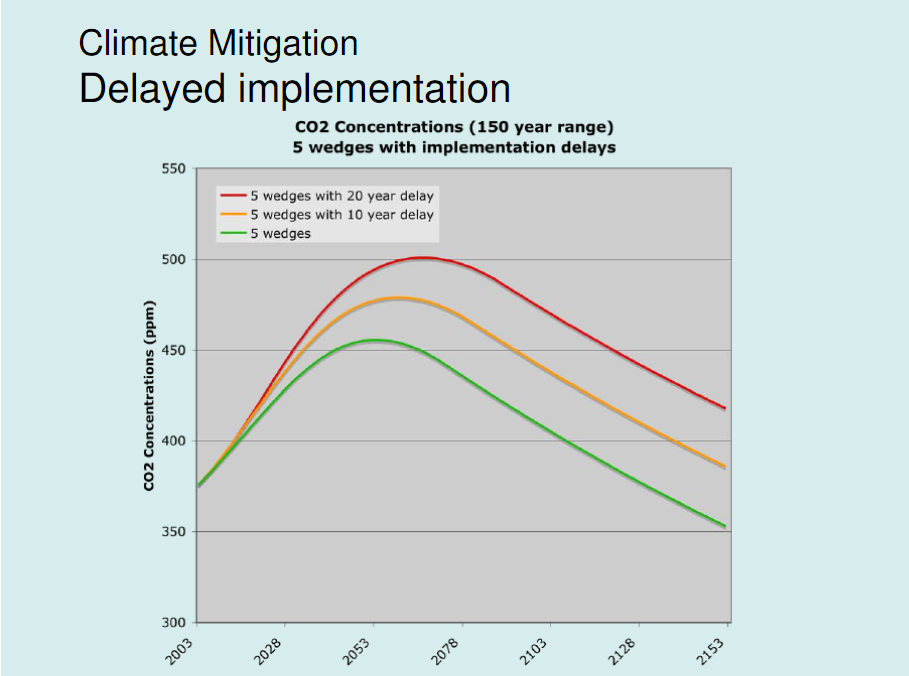 Climate Mitigation
Delayed implementation
CO2 Concentrations (150 year range)
5 wedges with implementation delays
550
5 wedges with 20 year delay
5 wedges with 10 year delay
5 wedges
500
450
400
350
300
CO2 Concentrations (ppm)
2003
2028
2053
2078
2103
2128
2153